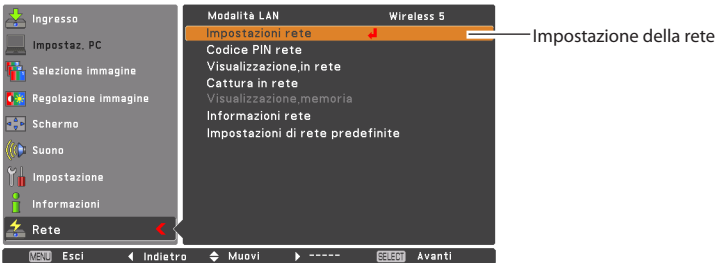 Ingresso
Impostaz. PC
Selezione immagine
Regolazione immagine
Schermo
Suono
Impostazione
Informazioni
Rete
Modalità LAN Wireless 5
Impostazioni rete
Codice PIN rete
Visualizzazione,in rete
Cattura in rete
Visualizzazione,memoria
Informazioni rete
Impostazioni di rete predefinite
Impostazione della rete
MENU Esci Indietro Muovi ----- SELECT Avanti